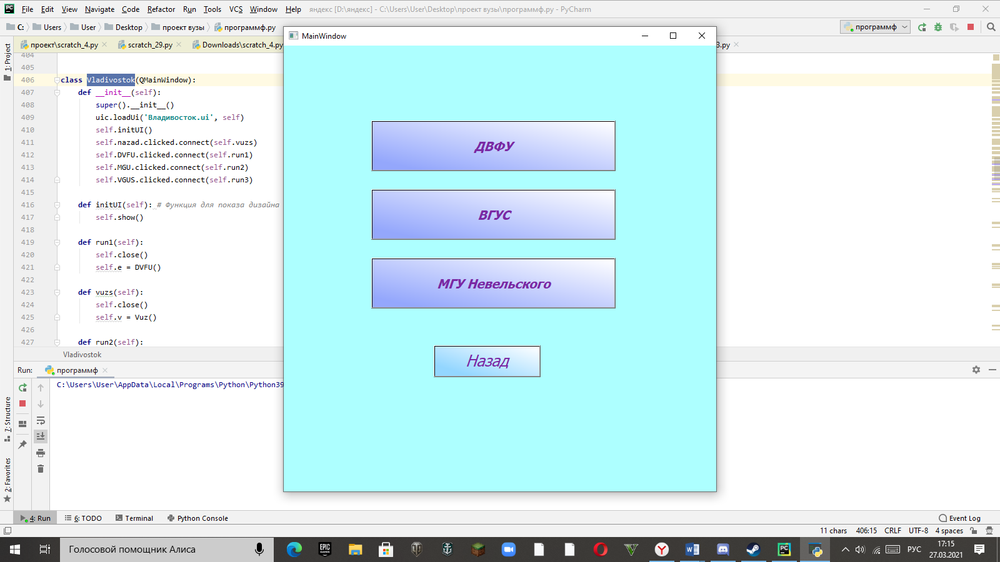 File Edit View Navigate Code Refactor Run Tools VCS Window Help яндекс [D:\яндекс] - C:\Users\User\Desktop\проект вузы\программф.py - PyCharm
C: Users User Desktop проект вузы программф.py
программф
MainWindow
1: Project
проект\scratch_4.py scratch_29.py Downloads\scratch_4.py
3.py
404
405
406 class Vladivostok(QMainWindow):
407 def __init__(self):
408 super().__init__()
409 uic.loadUi('Владивосток.ui', self)
410 self.initUI()
411 self.nazad.clicked.connect(self.vuzs)
412 self.DVFU.clicked.connect(self.run1)
413 self.MGU.clicked.connect(self.run2)
414 self.VGUS.clicked.connect(self.run3)
415
416 def initUI(self): # Функция для показа дизайна
417 self.show()
418
419 def run1(self):
420 self.close()
421 self.e = DVFU()
422
423 def vuzs(self):
424 self.close()
425 self.v = Vuz()
426
427 def run2(self):
Vladivostok
ДВФУ
ВГУС
МГУ Невельского
Назад
Run: программф
C:\Users\User\AppData\Local\Programs\Python\Python39
7: Structure
2: Favorites
4: Run 6: TODO Terminal Python Console Event Log
11 chars 406:15 CRLF UTF-8 4 spaces
Голосовой помощник Алиса
EPIC GAMES
РУС
17:15
27.03.2021